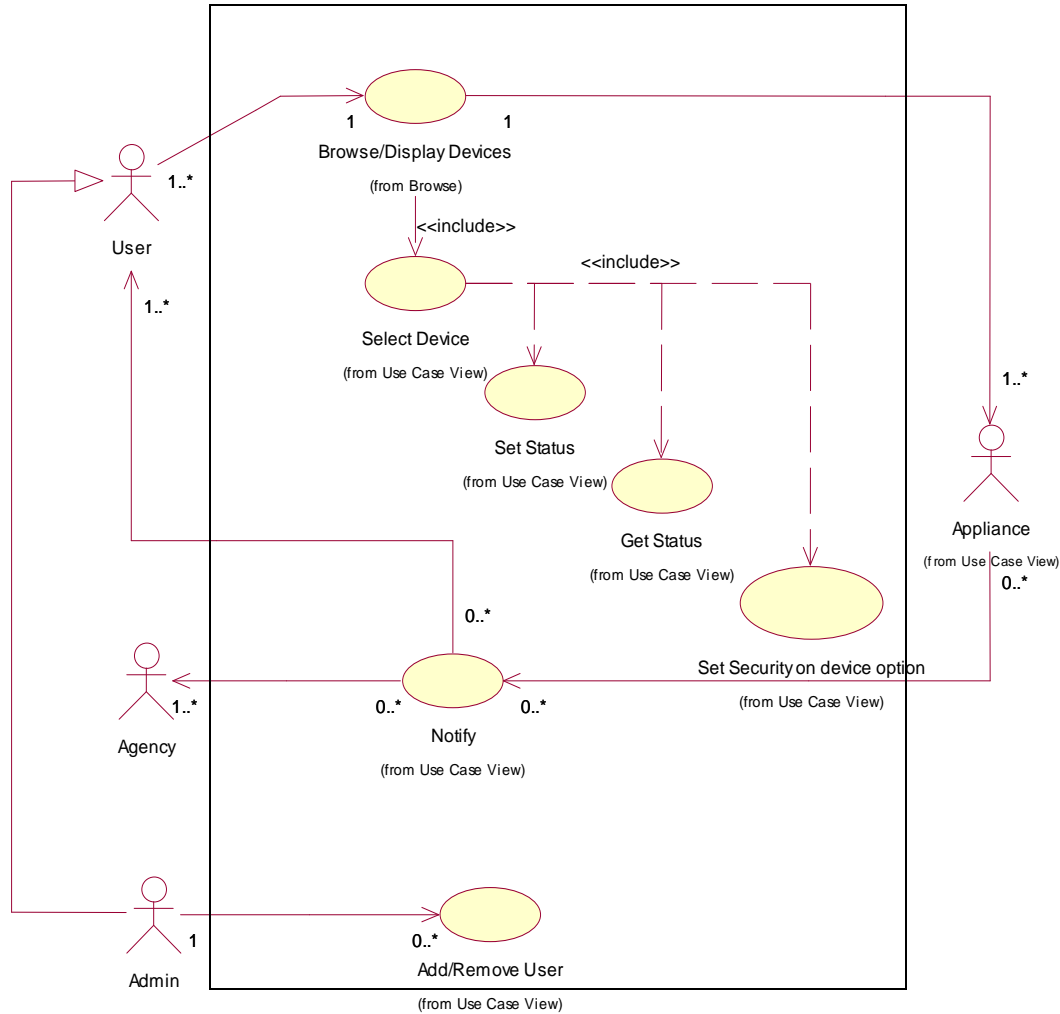 1
1
Browse/Display Devices
(from Browse)
1..*
User
<<include>>
<<include>>
1..*
Select Device
(from Use Case View)
1..*
Set Status
(from Use Case View)
Get Status
(from Use Case View)
Appliance
(from Use Case View)
0..*
0..*
Set Security on device option
(from Use Case View)
1..*
0..*
0..*
Agency
Notify
(from Use Case View)
1
0..*
Admin
Add/Remove User
(from Use Case View)